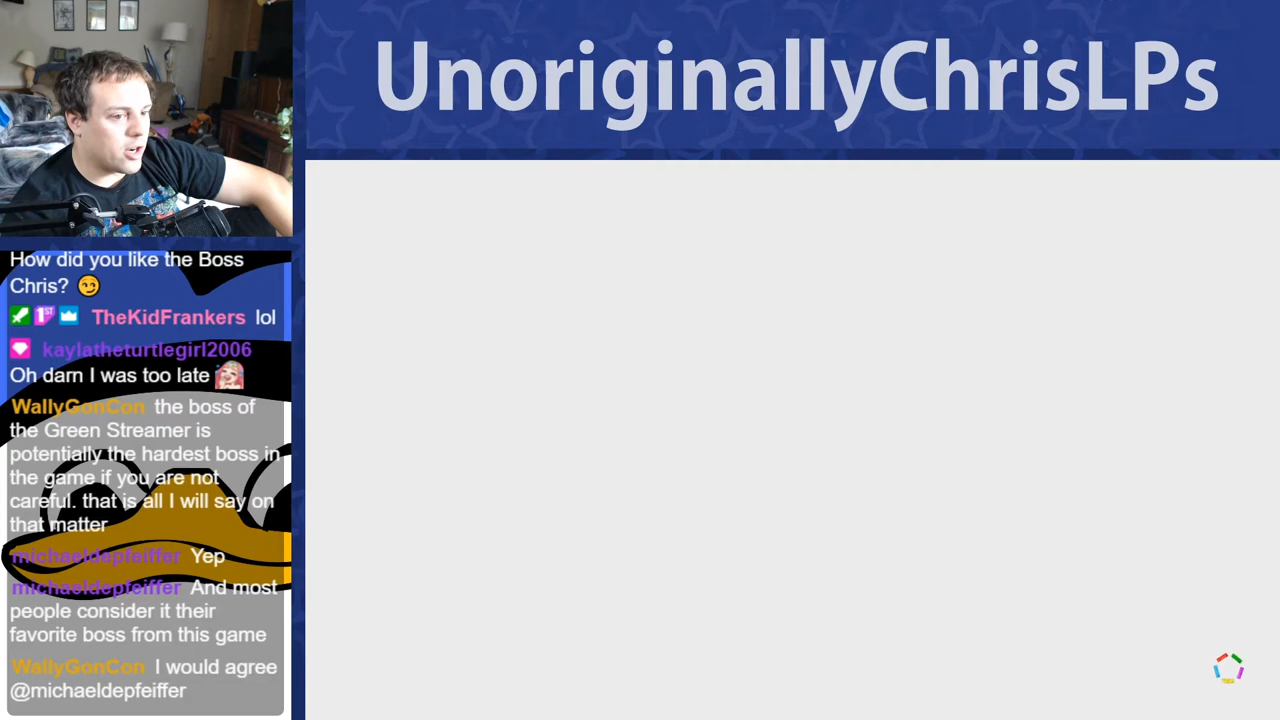 UnoriginallyChrisLPs
How did you like the Boss
Chris? 😏
TheKidFrankers lol
kaylatheturtlegirl2006
Oh darn I was too late
WallyGonCon the boss of
the Green Streamer is
potentially the hardest boss in
the game if you are not
careful. that is all I will say on
that matter
michaeldepfeiffer Yep
michaeldepfeiffer And most
people consider it their
favorite boss from this game
WallyGonCon I would agree
@michaeldepfeiffer